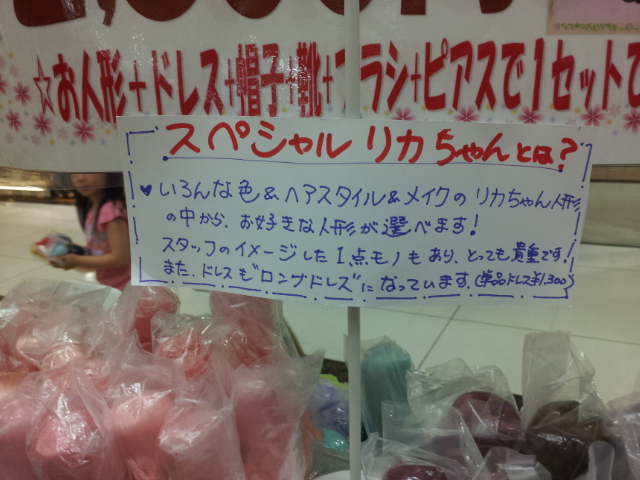 ☆お人形+ドレス+帽子+靴+ブラシ+ピアスで1セットで
スペシャル リカちゃんとは?
♥いろんな色&ヘアスタイル&メイクの リカちゃん人形
の中から、お好きな人形が選べます!
スタッフのイメージした1点モノもあり、とっても貴重です!
また、ドレスも"ロングドレス"になっています。(単品ドレス¥1,300)